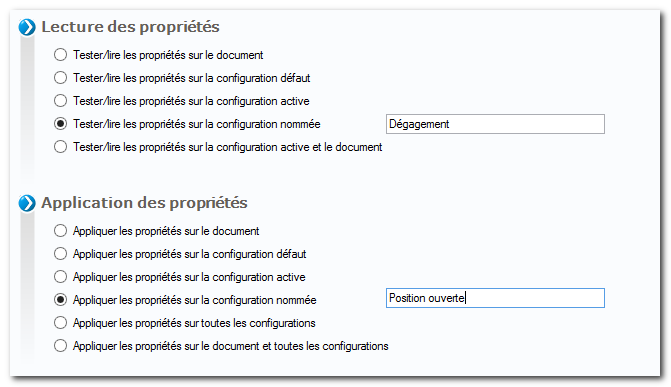 Lecture des propriétés
Tester/lire les propriétés sur le document
Tester/lire les propriétés sur la configuration défaut
Tester/lire les propriétés sur la configuration active
Tester/lire les propriétés sur la configuration nommée Dégagement
Tester/lire les propriétés sur la configuration active et le document
Application des propriétés
Appliquer les propriétés sur le document
Appliquer les propriétés sur la configuration défaut
Appliquer les propriétés sur la configuration active
Appliquer les propriétés sur la configuration nommée Position ouverte
Appliquer les propriétés sur toutes les configurations
Appliquer les propriétés sur le document et toutes les configurations